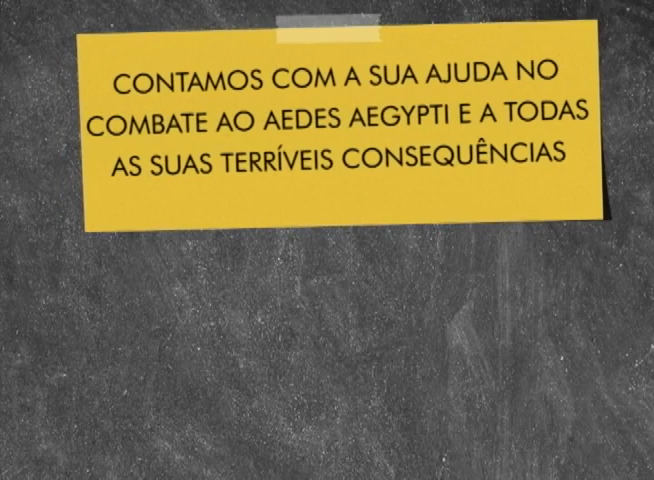 CONTAMOS COM A SUA AJUDA NO
COMBATE AO AEDES AEGYPTI E A TODAS
AS SUAS TERRÍVEIS CONSEQUÊNCIAS